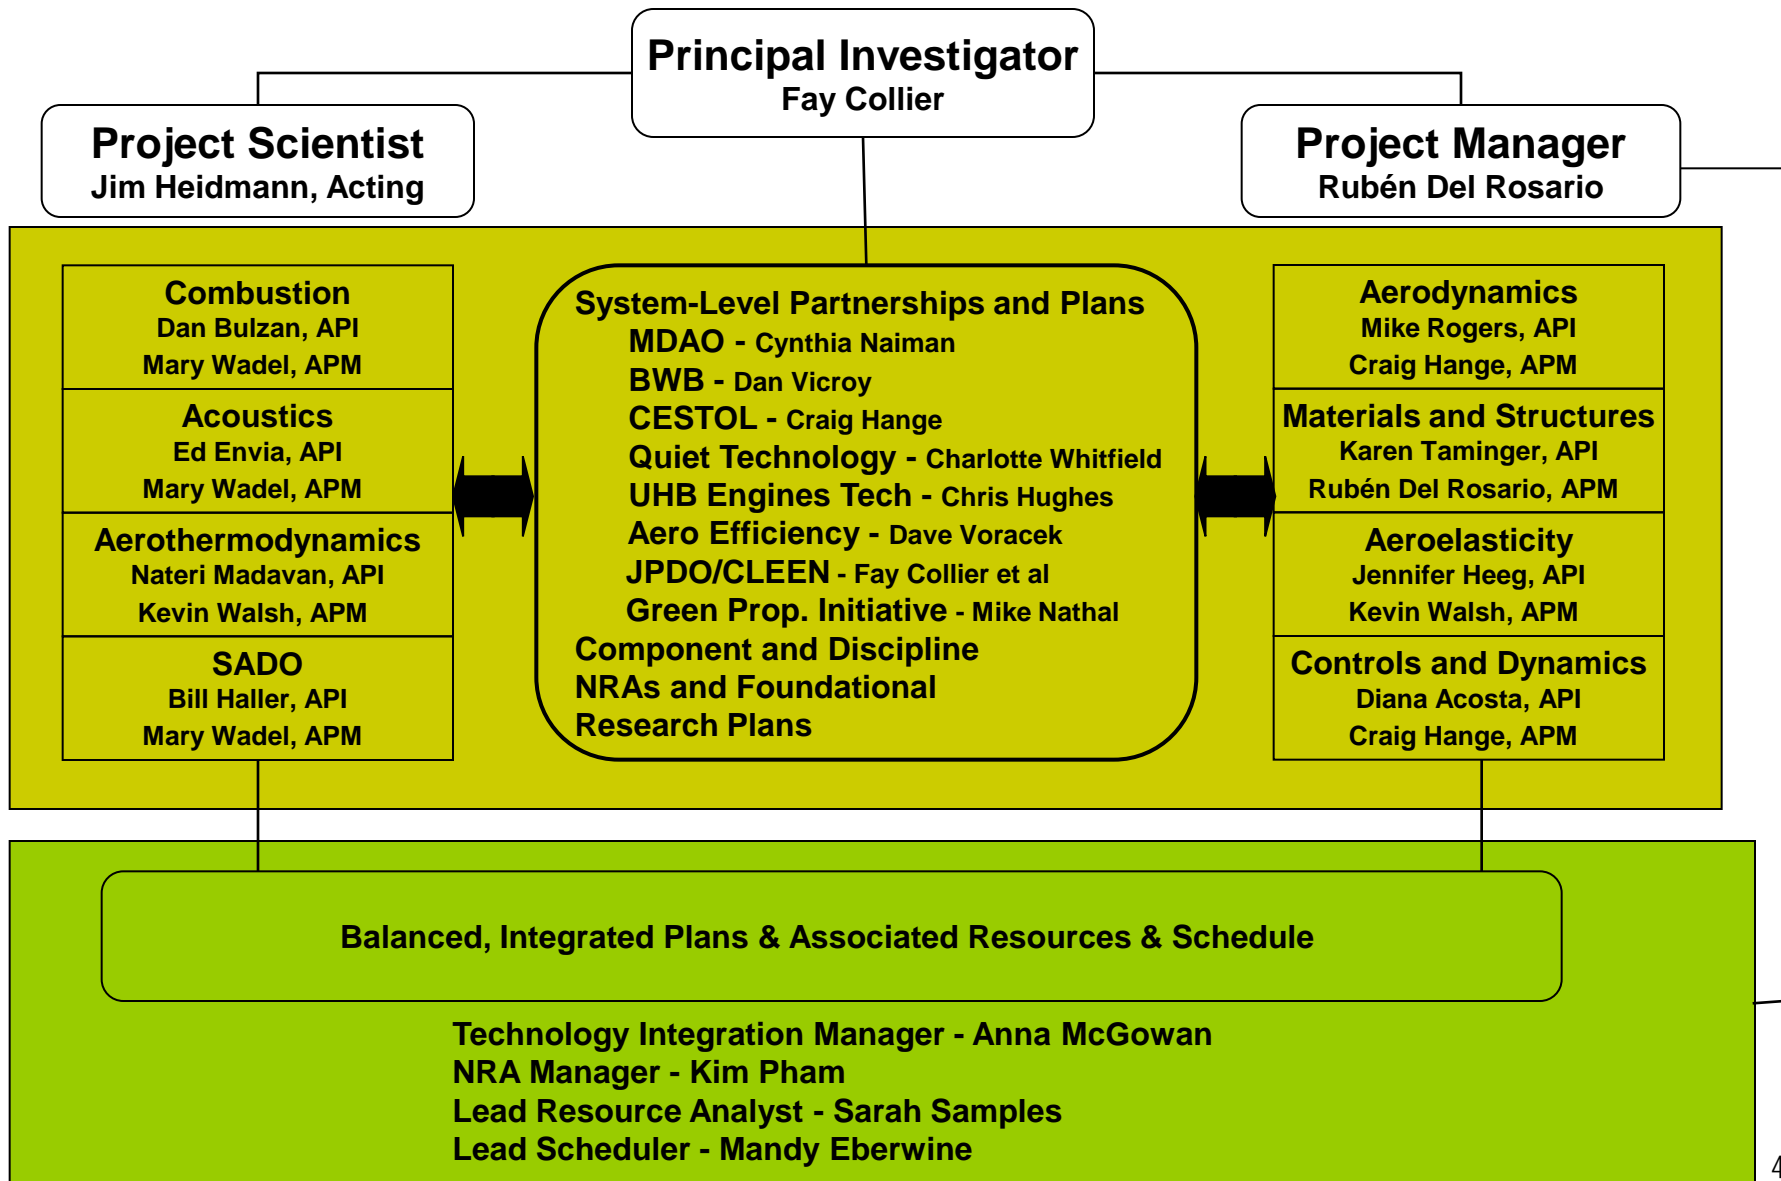 Principal Investigator
Fay Collier
Project Scientist
Jim Heidmann, Acting
Project Manager
Rubén Del Rosario
Combustion
Dan Bulzan, API
Mary Wadel, APM
Acoustics
Ed Envia, API
Mary Wadel, APM
Aerothermodynamics
Nateri Madavan, API
Kevin Walsh, APM
SADO
Bill Haller, API
Mary Wadel, APM
System-Level Partnerships and Plans
MDAO - Cynthia Naiman
BWB - Dan Vicroy
CESTOL - Craig Hange
Quiet Technology - Charlotte Whitfield
UHB Engines Tech - Chris Hughes
Aero Efficiency - Dave Voracek
JPDO/CLEEN - Fay Collier et al
Green Prop. Initiative - Mike Nathal
Component and Discipline
NRAs and Foundational
Research Plans
Aerodynamics
Mike Rogers, API
Craig Hange, APM
Materials and Structures
Karen Taminger, API
Rubén Del Rosario, APM
Aeroelasticity
Jennifer Heeg, API
Kevin Walsh, APM
Controls and Dynamics
Diana Acosta, API
Craig Hange, APM
Balanced, Integrated Plans & Associated Resources & Schedule
Technology Integration Manager - Anna McGowan
NRA Manager - Kim Pham
Lead Resource Analyst - Sarah Samples
Lead Scheduler - Mandy Eberwine
4